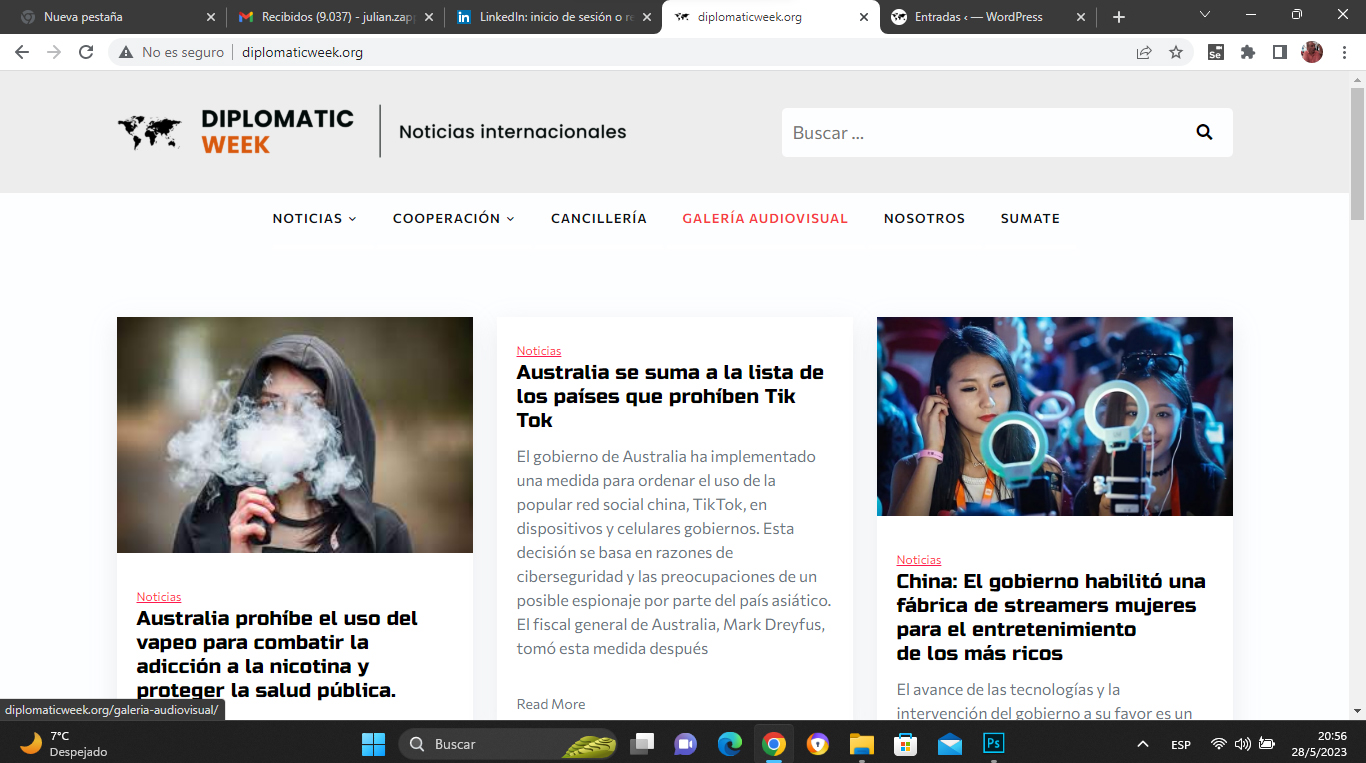 Nueva pestaña
Recibidos (9.037) - julian.zapp
LinkedIn: inicio de sesión o re
diplomaticweek.org
Entradas ‹ — WordPress
No es seguro
diplomaticweek.org
Se
DIPLOMATIC
WEEK
Noticias internacionales
Buscar ...
NOTICIAS
COOPERACIÓN
CANCILLERÍA
GALERÍA AUDIOVISUAL
NOSOTROS
SUMATE
Noticias
Australia prohíbe el uso del
vapeo para combatir la
adicción a la nicotina y
proteger la salud pública.
Noticias
Australia se suma a la lista de
los países que prohíben Tik
Tok
El gobierno de Australia ha implementado
una medida para ordenar el uso de la
popular red social china, TikTok, en
dispositivos y celulares gobiernos. Esta
decisión se basa en razones de
ciberseguridad y las preocupaciones de un
posible espionaje por parte del país asiático.
El fiscal general de Australia, Mark Dreyfus,
tomó esta medida después
Read More
Noticias
China: El gobierno habilitó una
fábrica de streamers mujeres
para el entretenimiento
de los más ricos
El avance de las tecnologías y la
intervención del gobierno a su favor es un
diplomaticweek.org/galeria-audiovisual/
7°C
Despejado
Buscar
Ps
ESP
20:56
28/5/2023